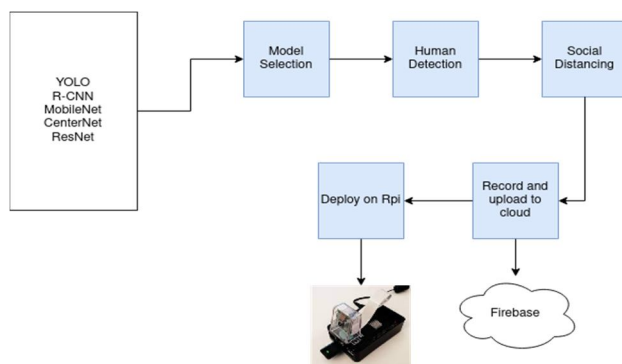 YOLO
R-CNN
MobileNet
CenterNet
ResNet
Model
Selection
Human
Detection
Social
Distancing
Deploy on Rpi
Record and
upload to
cloud
Firebase